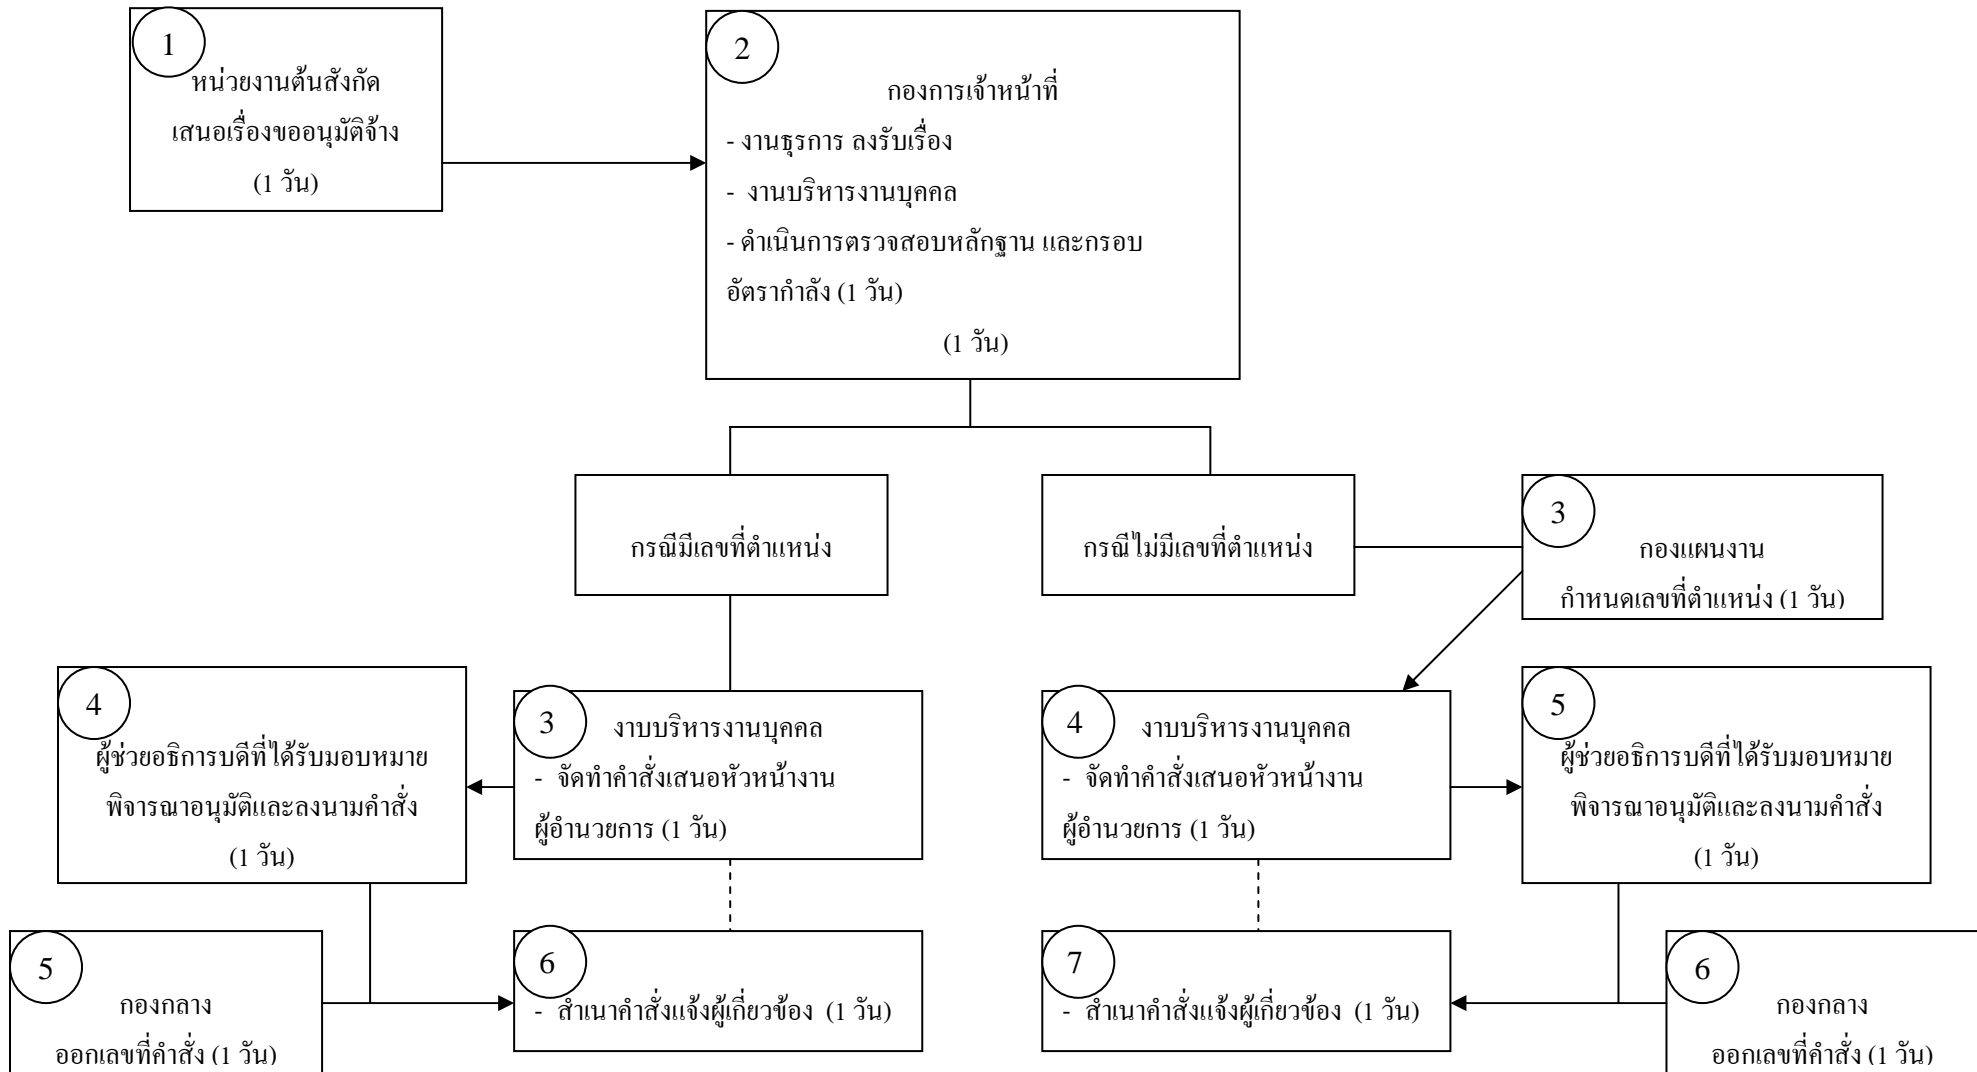 1
หน่วยงานต้นสังกัด
เสนอเรื่องขออนุมัติจ้าง
(1 วัน)
2
กองการเจ้าหน้าที่
- งานธุรการ ลงรับเรื่อง
- งานบริหารงานบุคคล
- ดำเนินการตรวจสอบหลักฐาน และกรอบ
อัตรากำลัง (1 วัน)
(1 วัน)
กรณีมีเลขที่ตำแหน่ง
กรณีไม่มีเลขที่ตำแหน่ง
3
กองแผนงาน
กำหนดเลขที่ตำแหน่ง (1 วัน)
4
ผู้ช่วยอธิการบดีที่ได้รับมอบหมาย
พิจารณาอนุมัติและลงนามคำสั่ง
(1 วัน)
3
งาบบริหารงานบุคคล
- จัดทำคำสั่งเสนอหัวหน้างาน
ผู้อำนวยการ (1 วัน)
4
งาบบริหารงานบุคคล
- จัดทำคำสั่งเสนอหัวหน้างาน
ผู้อำนวยการ (1 วัน)
5
ผู้ช่วยอธิการบดีที่ได้รับมอบหมาย
พิจารณาอนุมัติและลงนามคำสั่ง
(1 วัน)
5
กองกลาง
ออกเลขที่คำสั่ง (1 วัน)
6
- สำเนาคำสั่งแจ้งผู้เกี่ยวข้อง (1 วัน)
7
- สำเนาคำสั่งแจ้งผู้เกี่ยวข้อง (1 วัน)
6
กองกลาง
ออกเลขที่คำสั่ง (1 วัน)